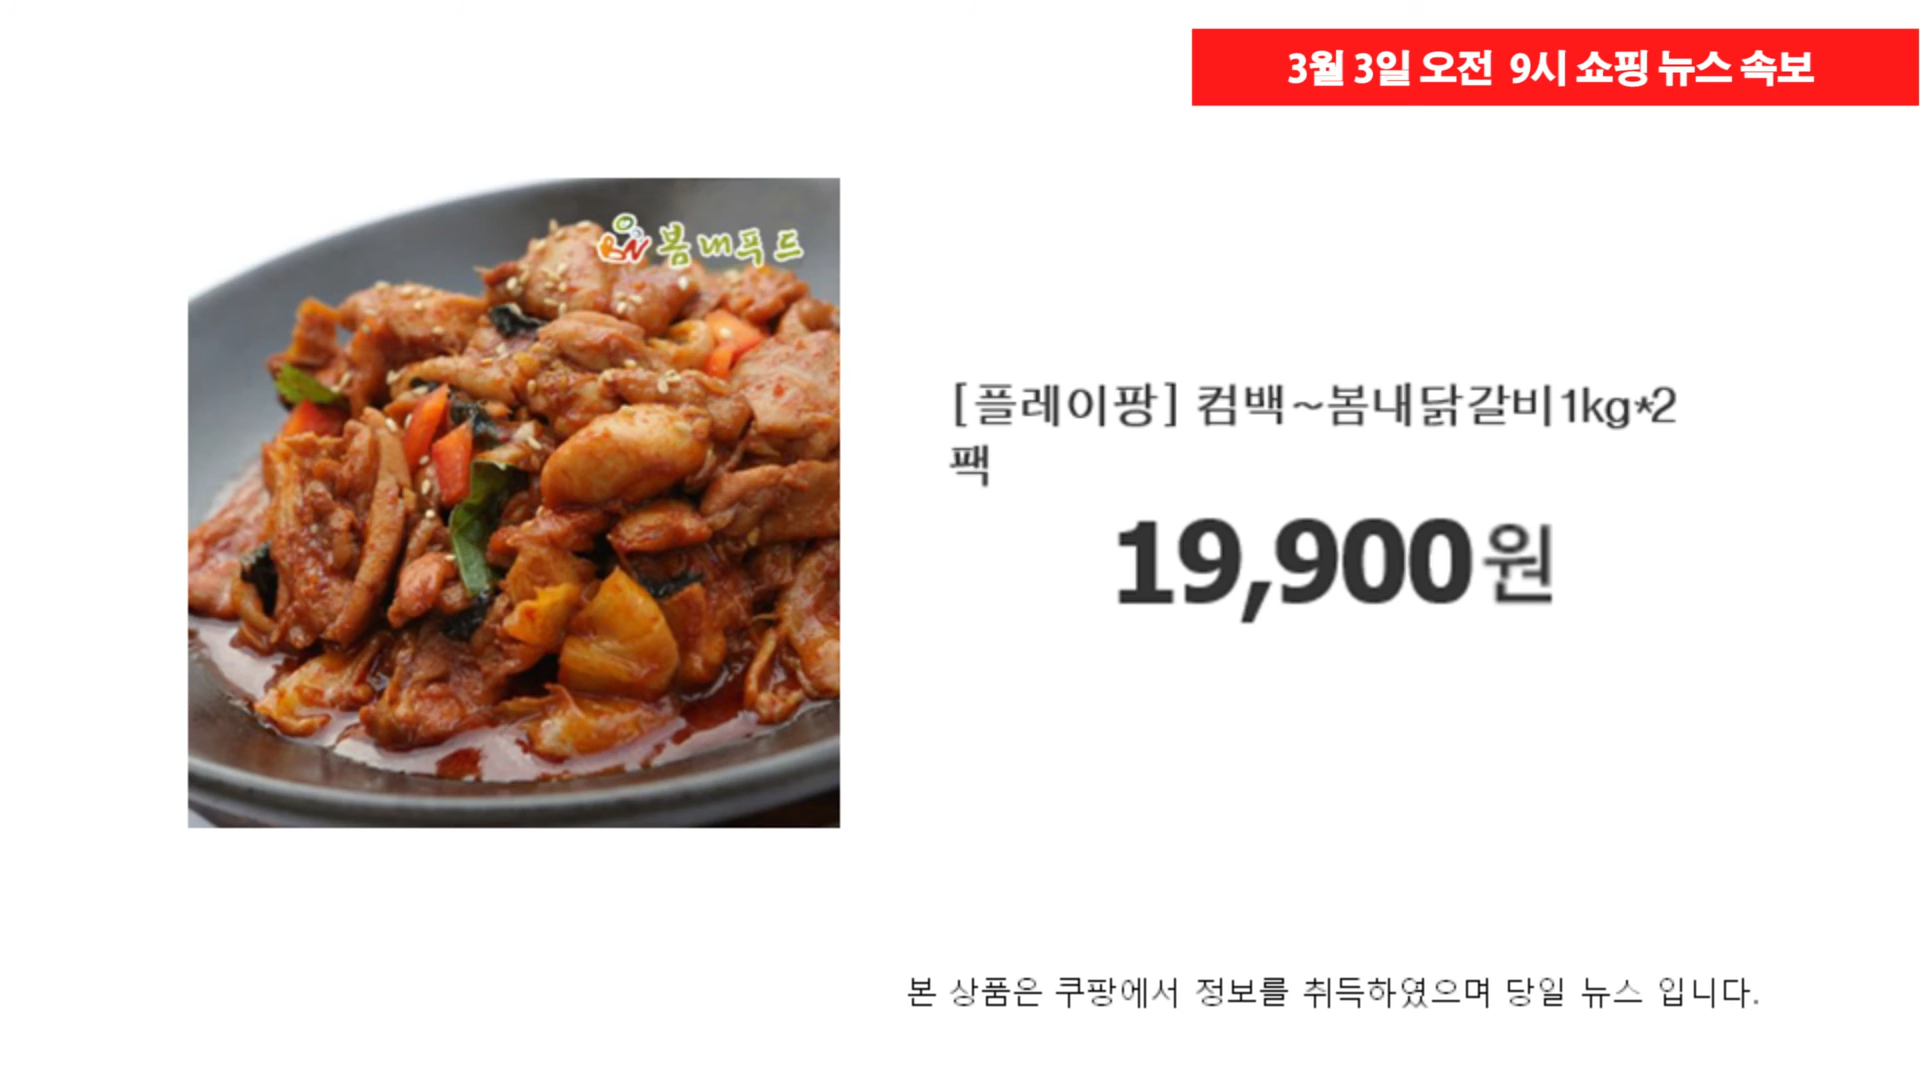 3월 3일 오전 9시 쇼핑 뉴스 속보
BN 봄내푸드
[플레이팡] 컴백~봄내닭갈비1kg*2
팩
19,900원
본 상품은 쿠팡에서 정보를 취득하였으며 당일 뉴스 입니다.